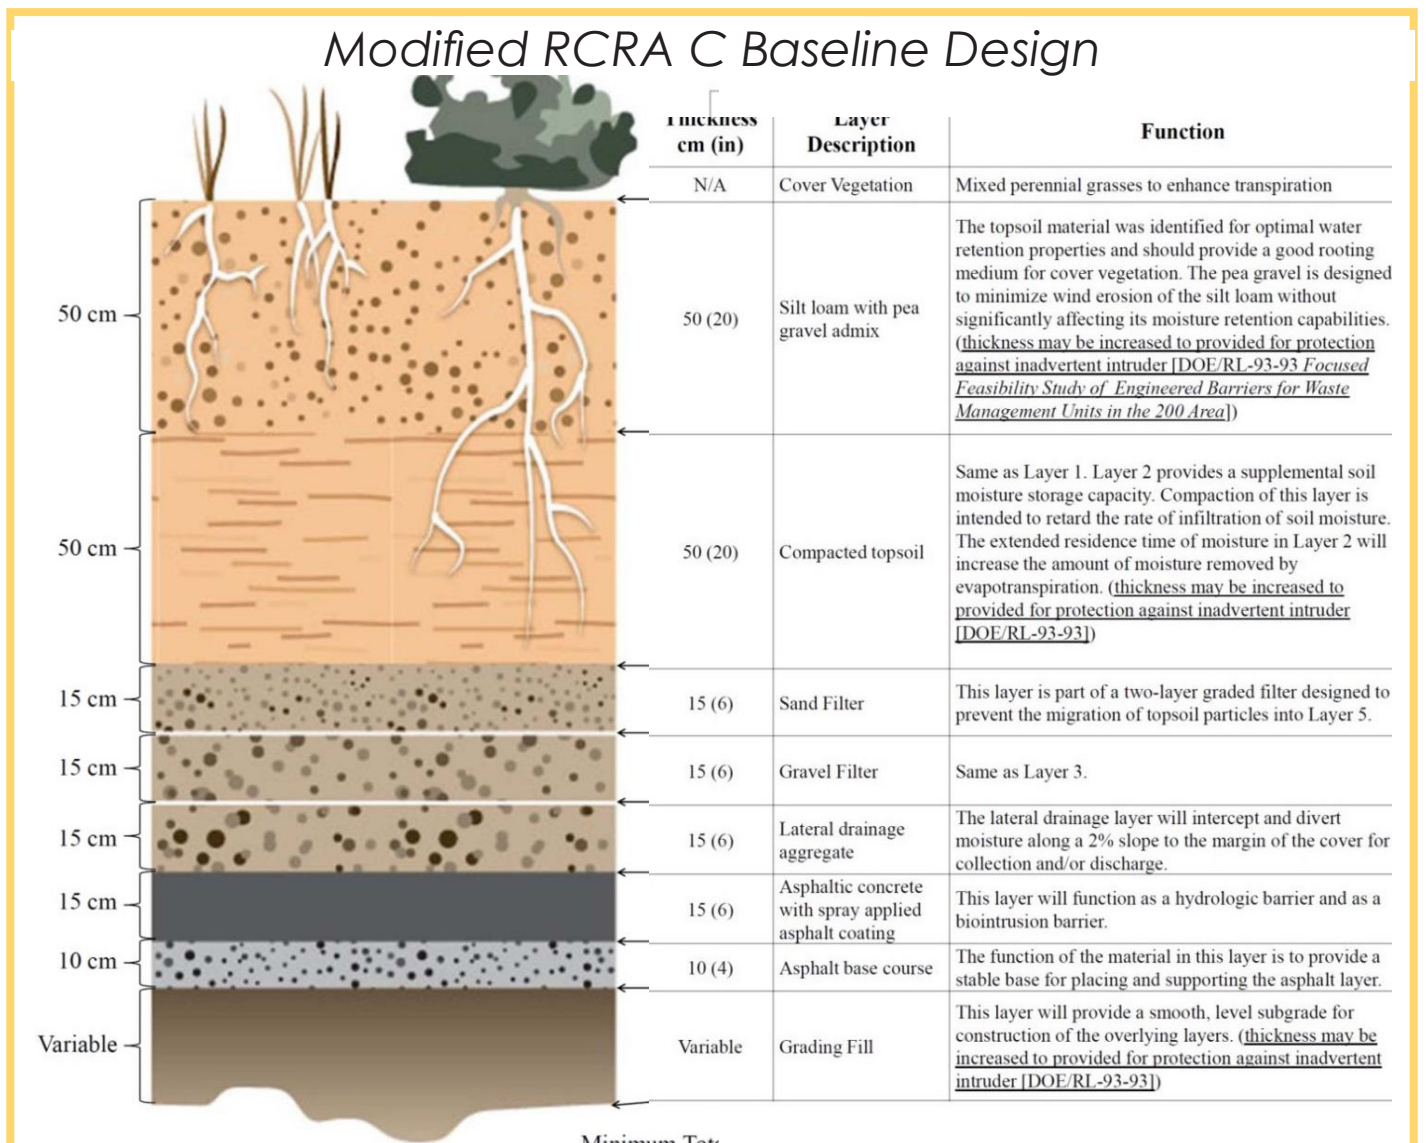 Modified RCRA C Baseline Design
Thickness
cm (in)
Layer
Description
Function
N/A
Cover Vegetation
Mixed perennial grasses to enhance transpiration
50 cm
50 (20)
Silt loam with pea
gravel admix
The topsoil material was identified for optimal water
retention properties and should provide a good rooting
medium for cover vegetation. The pea gravel is designed
to minimize wind erosion of the silt loam without
significantly affecting its moisture retention capabilities.
(thickness may be increased to provided for protection
against inadvertent intruder [DOE/RL-93-93 Focused
Feasibility Study of Engineered Barriers for Waste
Management Units in the 200 Area])
50 cm
50 (20)
Compacted topsoil
Same as Layer 1. Layer 2 provides a supplemental soil
moisture storage capacity. Compaction of this layer is
intended to retard the rate of infiltration of soil moisture.
The extended residence time of moisture in Layer 2 will
increase the amount of moisture removed by
evapotranspiration. (thickness may be increased to
provided for protection against inadvertent intruder
[DOE/RL-93-93])
15 cm
15 (6)
Sand Filter
This layer is part of a two-layer graded filter designed to
prevent the migration of topsoil particles into Layer 5.
15 cm
15 (6)
Gravel Filter
Same as Layer 3.
15 cm
15 (6)
Lateral drainage
aggregate
The lateral drainage layer will intercept and divert
moisture along a 2% slope to the margin of the cover for
collection and/or discharge.
15 cm
15 (6)
Asphaltic concrete
with spray applied
asphalt coating
This layer will function as a hydrologic barrier and as a
biointrusion barrier.
10 cm
10 (4)
Asphalt base course
The function of the material in this layer is to provide a
stable base for placing and supporting the asphalt layer.
Variable
Variable
Grading Fill
This layer will provide a smooth, level subgrade for
construction of the overlying layers. (thickness may be
increased to provided for protection against inadvertent
intruder [DOE/RL-93-93])
Minimum